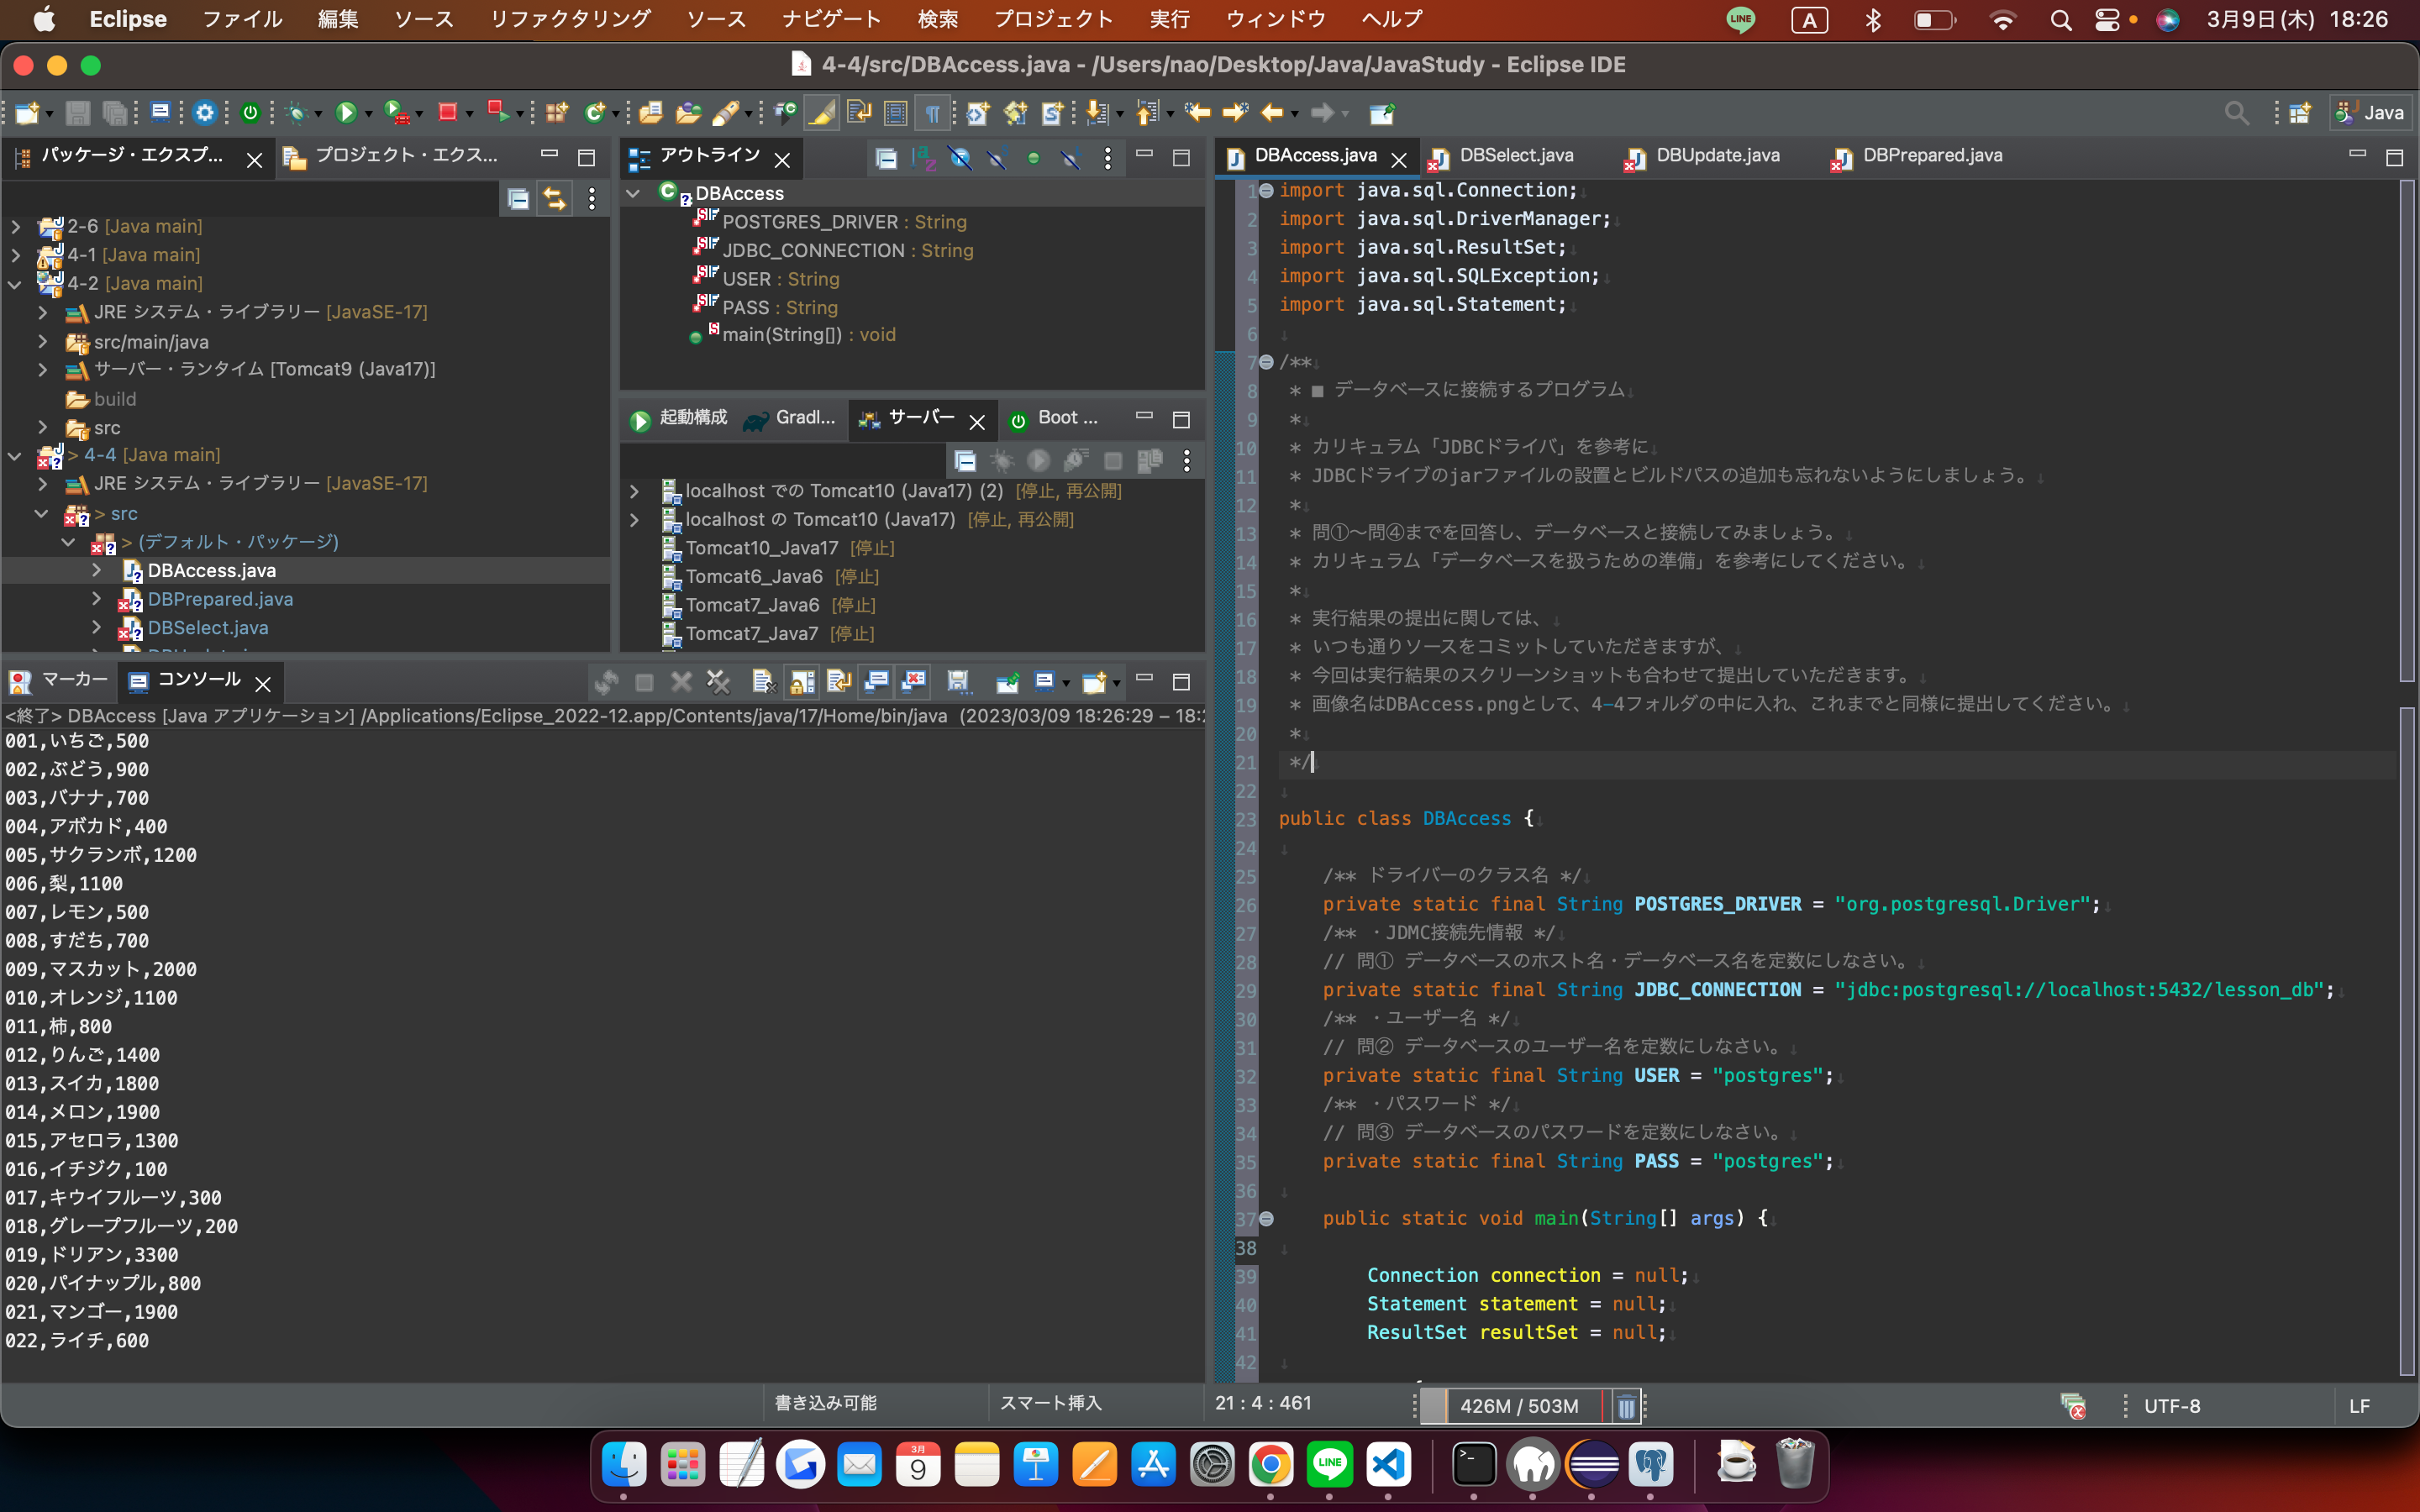 Eclipse ファイル 編集 ソース リファクタリング ソース ナビゲート 検索 プロジェクト 実行 ウィンドウ ヘルプ LINE A 3月9日(木) 18:26
4-4/src/DBAccess.java - /Users/nao/Desktop/Java/JavaStudy - Eclipse IDE
Java
パッケージ・エクスプ... プロジェクト・エクス...
2-6 [Java main]
4-1 [Java main]
4-2 [Java main]
JRE システム・ライブラリー [JavaSE-17]
src/main/java
サーバー・ランタイム [Tomcat9 (Java17)]
build
src
> 4-4 [Java main]
JRE システム・ライブラリー [JavaSE-17]
> src
> (デフォルト・パッケージ)
DBAccess.java
DBPrepared.java
DBSelect.java
アウトライン
DBAccess
POSTGRES_DRIVER : String
JDBC_CONNECTION : String
USER : String
PASS : String
main(String[]) : void
起動構成 Gradl... サーバー Boot ...
localhost での Tomcat10 (Java17) (2) [停止, 再公開]
localhost の Tomcat10 (Java17) [停止, 再公開]
Tomcat10_Java17 [停止]
Tomcat6_Java6 [停止]
Tomcat7_Java6 [停止]
Tomcat7_Java7 [停止]
マーカー コンソール
<終了> DBAccess [Java アプリケーション] /Applications/Eclipse_2022-12.app/Contents/java/17/Home/bin/java (2023/03/09 18:26:29 – 18:2
001,いちご,500
002,ぶどう,900
003,バナナ,700
004,アボカド,400
005,サクランボ,1200
006,梨,1100
007,レモン,500
008,すだち,700
009,マスカット,2000
010,オレンジ,1100
011,柿,800
012,りんご,1400
013,スイカ,1800
014,メロン,1900
015,アセロラ,1300
016,イチジク,100
017,キウイフルーツ,300
018,グレープフルーツ,200
019,ドリアン,3300
020,パイナップル,800
021,マンゴー,1900
022,ライチ,600
DBAccess.java DBSelect.java DBUpdate.java DBPrepared.java
1 import java.sql.Connection;
2 import java.sql.DriverManager;
3 import java.sql.ResultSet;
4 import java.sql.SQLException;
5 import java.sql.Statement;
6
7 /**
8 * ■ データベースに接続するプログラム
9 *
10 * カリキュラム「JDBCドライバ」を参考に
11 * JDBCドライブのjarファイルの設置とビルドパスの追加も忘れないようにしましょう。
12 *
13 * 問①〜問④までを回答し、データベースと接続してみましょう。
14 * カリキュラム「データベースを扱うための準備」を参考にしてください。
15 *
16 * 実行結果の提出に関しては、
17 * いつも通りソースをコミットしていただきますが、
18 * 今回は実行結果のスクリーンショットも合わせて提出していただきます。
19 * 画像名はDBAccess.pngとして、4-4フォルダの中に入れ、これまでと同様に提出してください。
20 *
21 */
22
23 public class DBAccess {
24
25 /** ドライバーのクラス名 */
26 private static final String POSTGRES_DRIVER = "org.postgresql.Driver";
27 /** ・JDMC接続先情報 */
28 // 問① データベースのホスト名・データベース名を定数にしなさい。
29 private static final String JDBC_CONNECTION = "jdbc:postgresql://localhost:5432/lesson_db";
30 /** ・ユーザー名 */
31 // 問② データベースのユーザー名を定数にしなさい。
32 private static final String USER = "postgres";
33 /** ・パスワード */
34 // 問③ データベースのパスワードを定数にしなさい。
35 private static final String PASS = "postgres";
36
37 public static void main(String[] args) {
38
39 Connection connection = null;
40 Statement statement = null;
41 ResultSet resultSet = null;
42
書き込み可能 スマート挿入 21 : 4 : 461 426M / 503M UTF-8 LF
3月
9
LINE